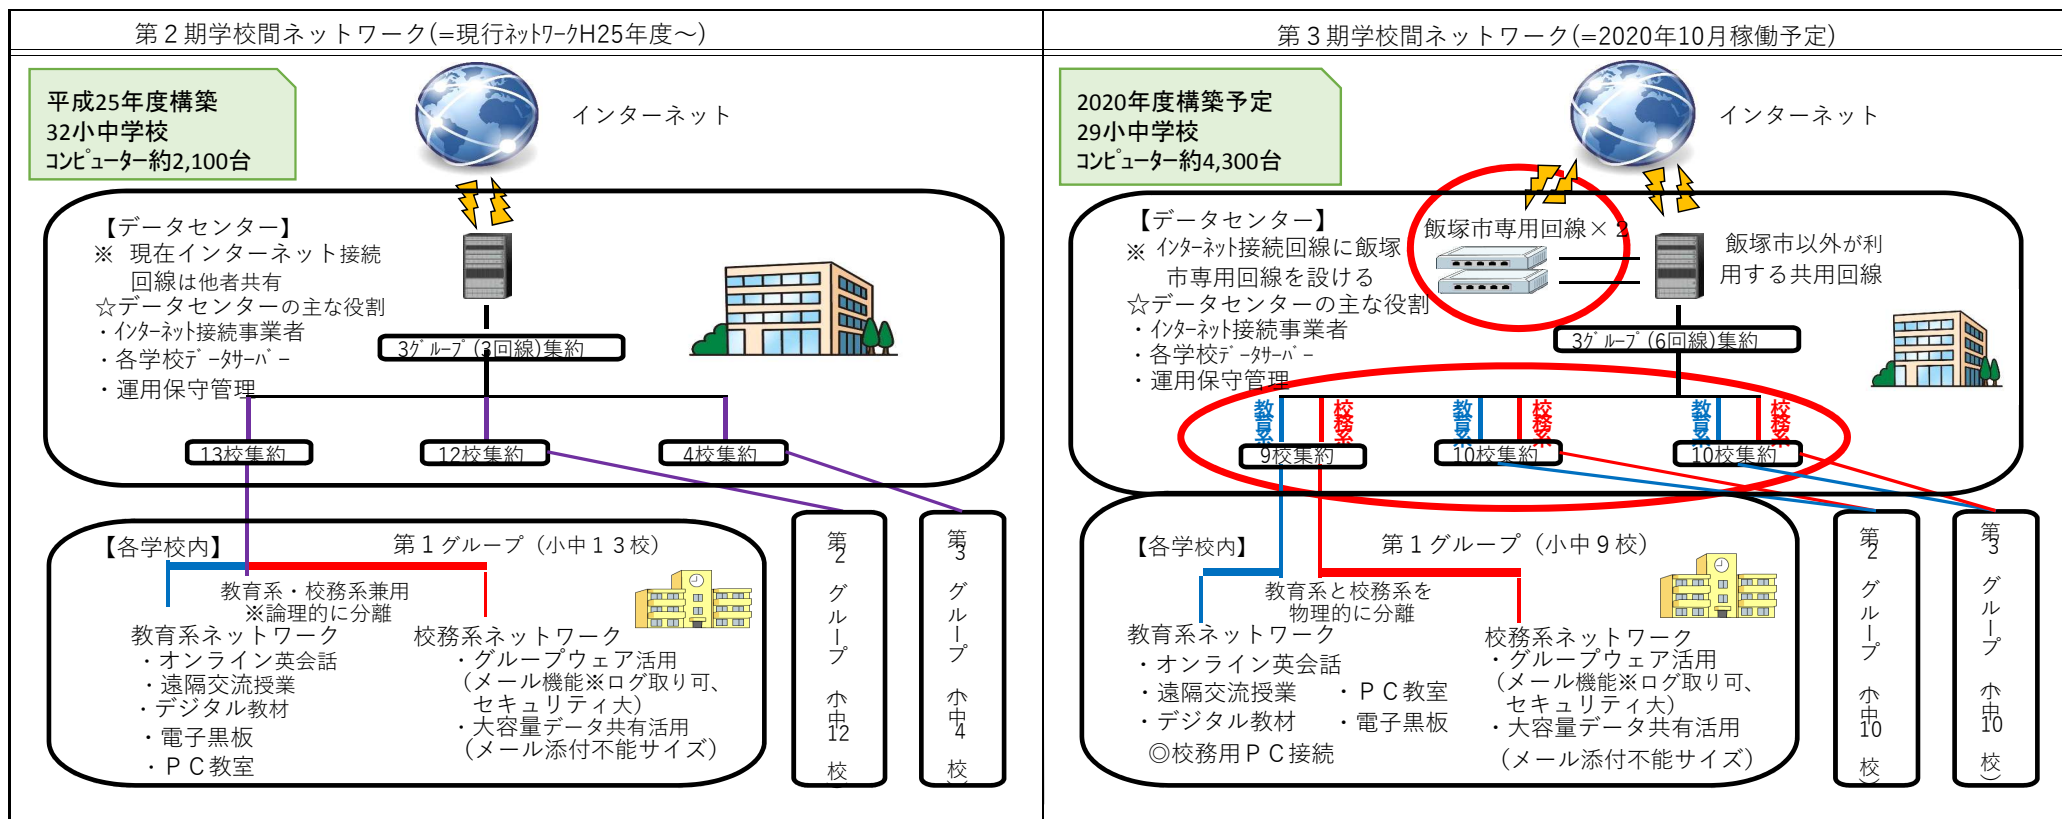 第２期学校間ネットワーク(=現行ﾈｯﾄﾜｰｸH25年度～)
平成25年度構築
32小中学校
ｺﾝﾋﾟｭｰﾀｰ約2,100台
インターネット
【データセンター】
※ 現在インターネット接続
回線は他者共有
☆データセンターの主な役割
・ｲﾝﾀｰﾈｯﾄ接続事業者
・各学校ﾃﾞｰﾀｻｰﾊﾞｰ
・運用保守管理
3ｸﾞﾙｰﾌﾟ(3回線)集約
13校集約
12校集約
4校集約
【各学校内】
第１グループ（小中１３校）
教育系・校務系兼用
※論理的に分離
教育系ネットワーク
・オンライン英会話
・遠隔交流授業
・デジタル教材
・電子黒板
・ＰＣ教室
校務系ネットワーク
・グループウェア活用
(メール機能※ログ取り可、
セキュリティ大)
・大容量データ共有活用
(メール添付不能サイズ)
第2グループ（小中12校）
第3グループ（小中4校）
第３期学校間ネットワーク(=2020年10月稼働予定)
2020年度構築予定
29小中学校
ｺﾝﾋﾟｭｰﾀｰ約4,300台
インターネット
【データセンター】
※ ｲﾝﾀｰﾈｯﾄ接続回線に飯塚
市専用回線を設ける
☆データセンターの主な役割
・ｲﾝﾀｰﾈｯﾄ接続事業者
・各学校ﾃﾞｰﾀｻｰﾊﾞｰ
・運用保守管理
飯塚市専用回線×２
飯塚市以外が利
用する共用回線
3ｸﾞﾙｰﾌﾟ(6回線)集約
教育系
校務系
教育系
校務系
教育系
校務系
9校集約
10校集約
10校集約
【各学校内】
第１グループ（小中９校）
教育系と校務系を
物理的に分離
教育系ネットワーク
・オンライン英会話
・遠隔交流授業
・ＰＣ教室
・デジタル教材
・電子黒板
◎校務用ＰＣ接続
校務系ネットワーク
・グループウェア活用
(メール機能※ログ取り可、
セキュリティ大)
・大容量データ共有活用
(メール添付不能サイズ)
第2グループ（小中10校）
第3グループ（小中10校）